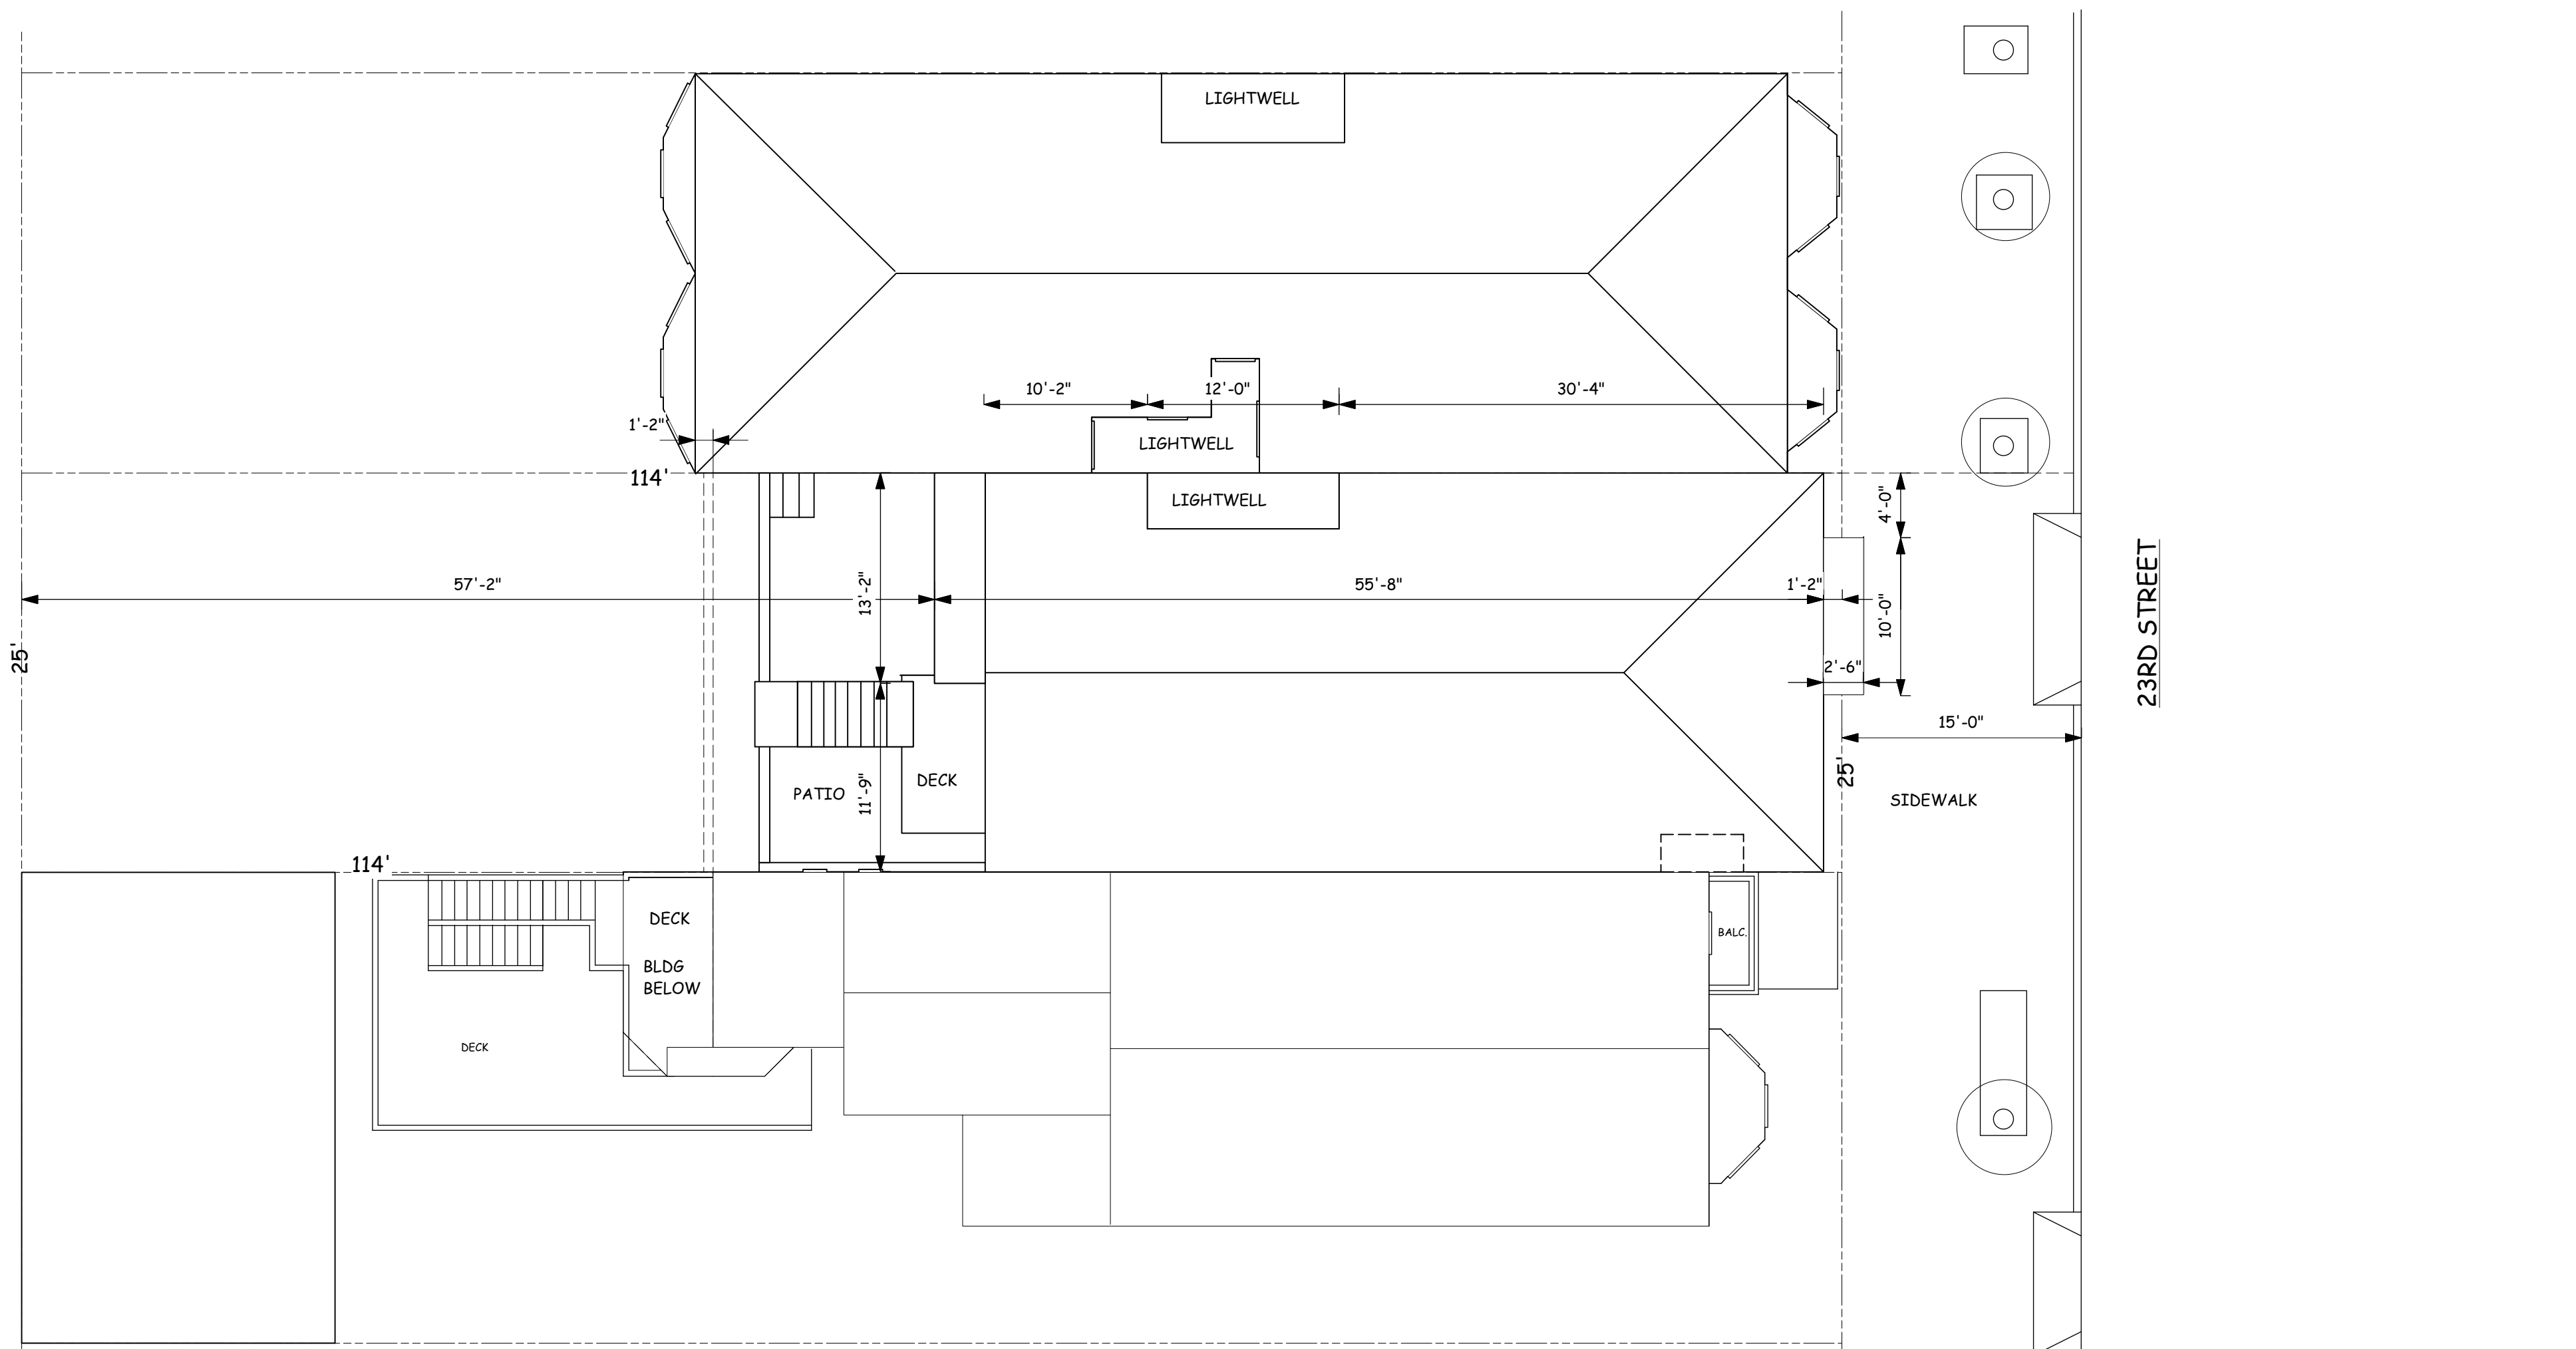 LIGHTWELL
10'-2"
12'-0"
30'-4"
1'-2"
LIGHTWELL
114'
LIGHTWELL
4'-0"
57'-2"
13'-2"
55'-8"
1'-2"
10'-0"
23RD STREET
25'
2'-6"
15'-0"
PATIO
11'-9"
DECK
25'
SIDEWALK
114'
DECK
BALC.
BLDG
BELOW
DECK